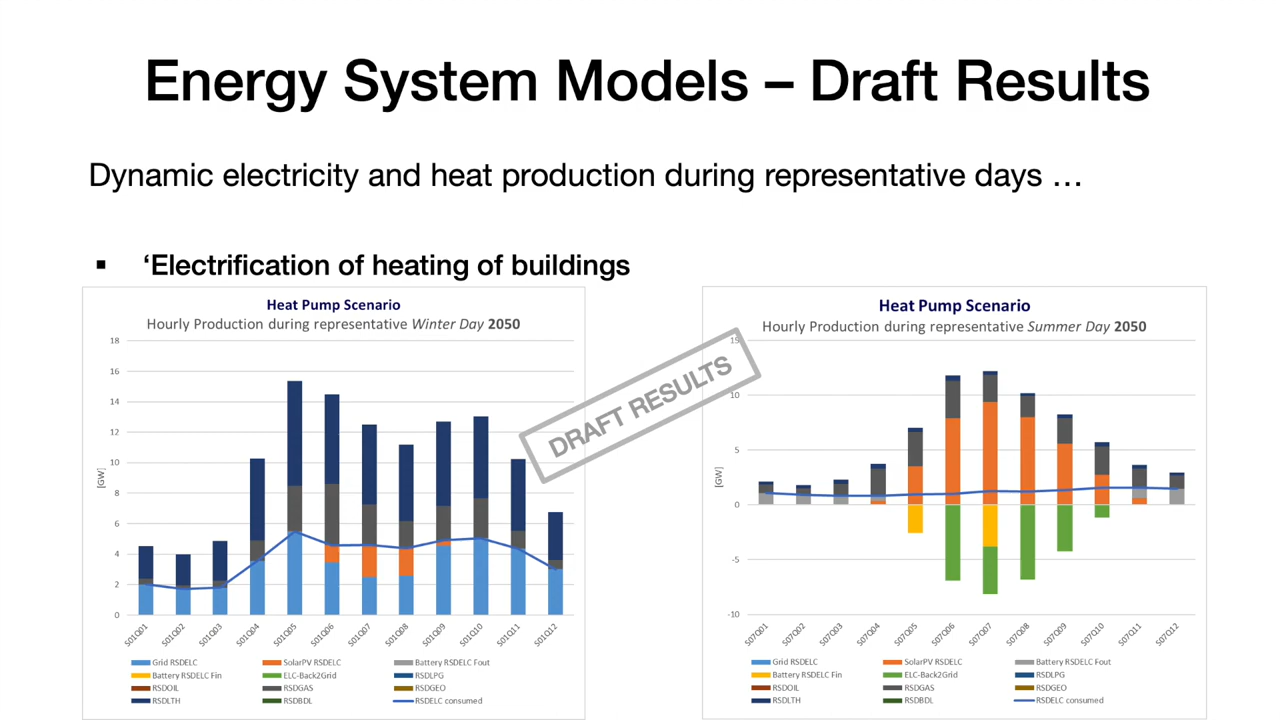 Energy System Models – Draft Results
Dynamic electricity and heat production during representative days …
▪ ‘Electrification of heating of buildings
Heat Pump Scenario
Hourly Production during representative Winter Day 2050
18
16
14
12
10
8
6
4
2
0
[GW]
S01Q01 S01Q02 S01Q03 S01Q04 S01Q05 S01Q06 S01Q07 S01Q08 S01Q09 S01Q10 S01Q11 S01Q12
Grid RSDELC SolarPV RSDELC Battery RSDELC Fout
Battery RSDELC Fin ELC-Back2Grid RSDLPG
RSDOIL RSDGAS RSDGEO
RSDLTH RSDBDL RSDELC consumed
DRAFT RESULTS
Heat Pump Scenario
Hourly Production during representative Summer Day 2050
15
10
5
0
-5
-10
[GW]
S07Q01 S07Q02 S07Q03 S07Q04 S07Q05 S07Q06 S07Q07 S07Q08 S07Q09 S07Q10 S07Q11 S07Q12
Grid RSDELC SolarPV RSDELC Battery RSDELC Fout
Battery RSDELC Fin ELC-Back2Grid RSDLPG
RSDOIL RSDGAS RSDGEO
RSDLTH RSDBDL RSDELC consumed